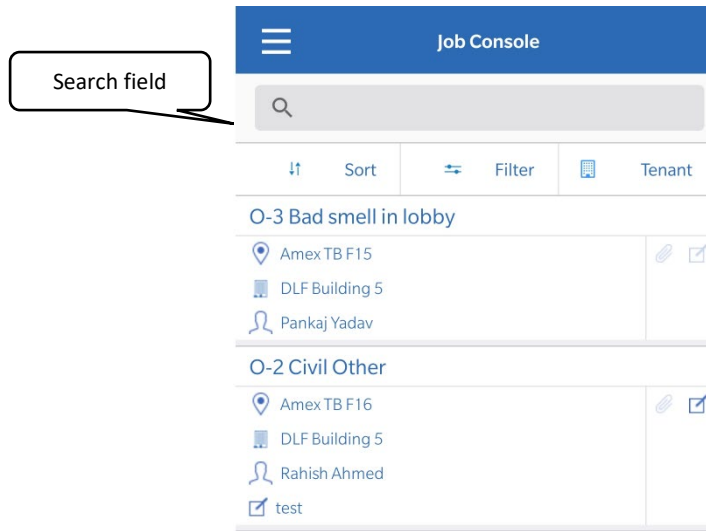 Job Console
Search field
Sort Filter Tenant
O-3 Bad smell in lobby
Amex TB F15
DLF Building 5
Pankaj Yadav
O-2 Civil Other
Amex TB F16
DLF Building 5
Rahish Ahmed
test